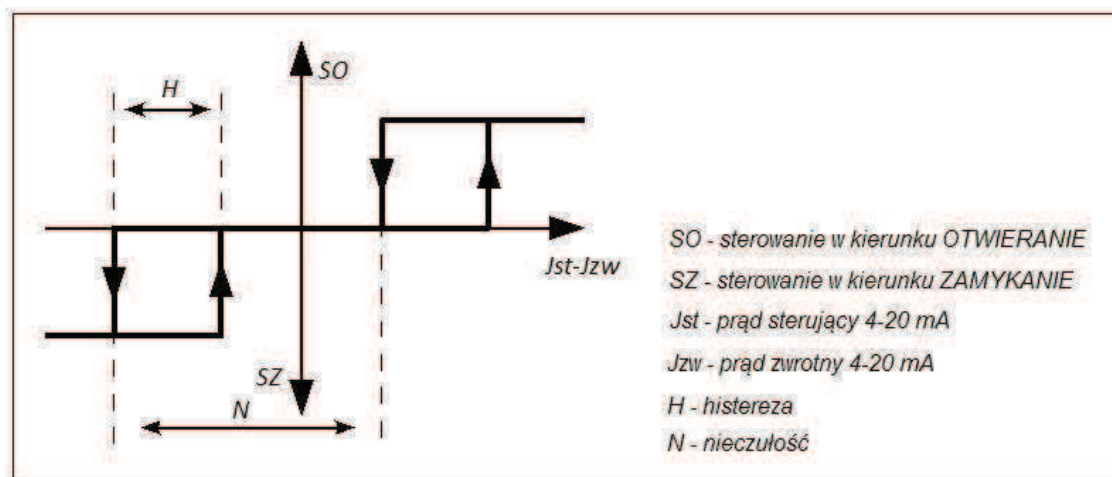 H
SO
Jst-Jzw
SZ
N
SO - sterowanie w kierunku OTWIERANIE
SZ - sterowanie w kierunku ZAMYKANIE
Jst - prąd sterujący 4-20 mA
Jzw - prąd zwrotny 4-20 mA
H - histereza
N - nieczułość